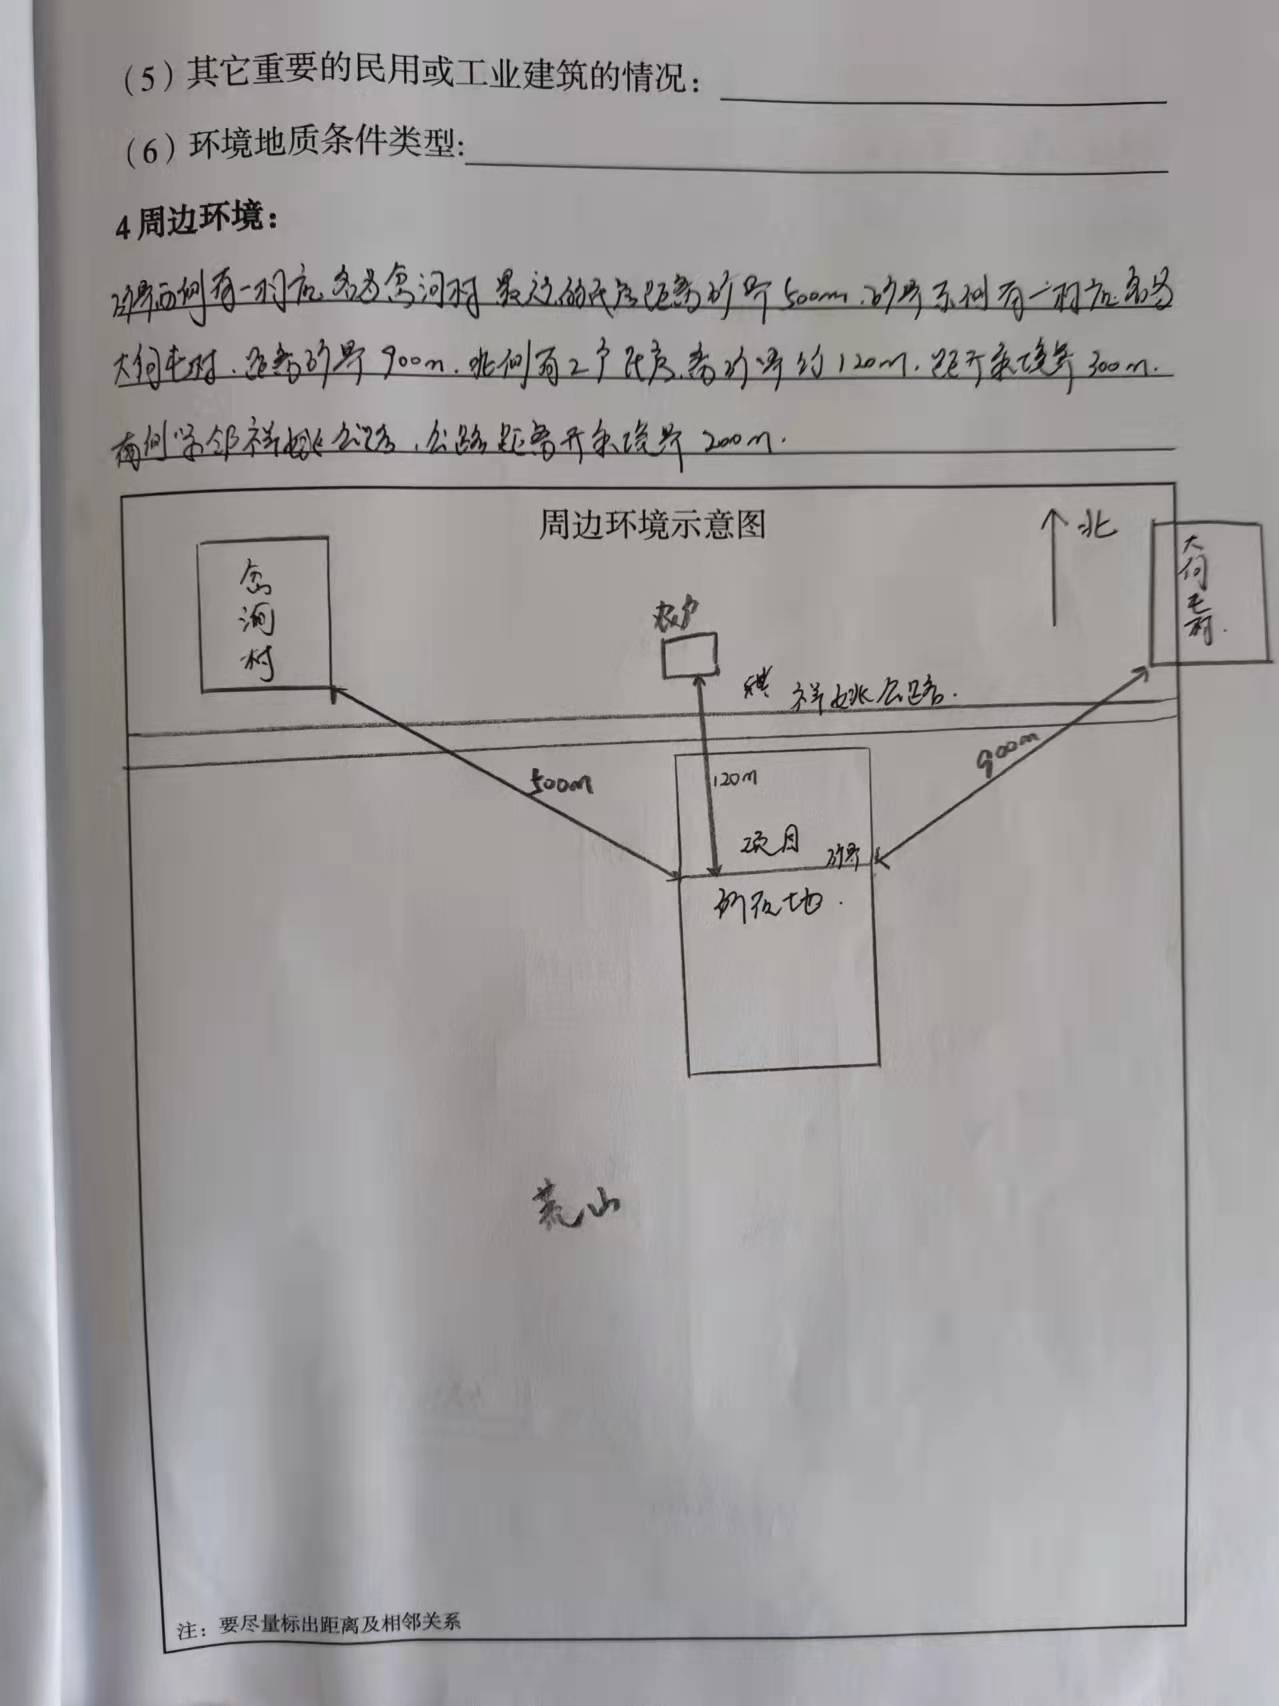 （5）其它重要的民用或工业建筑的情况：
（6）环境地质条件类型:
4 周边环境：
矿界西侧有一村庄，名为 河村 最近的民房距离矿界500m，矿界东侧有一村庄，名为
大何毛村，距离矿界900m，北侧有2户民房，离矿界约120m，距开采境界300m．
南侧紧邻祥姚公路，公路距离开采境界200m．
周边环境示意图
北
大何毛村．
河村
农户
祥姚公路．
900m
500m
120m
项目
矿界
所在地．
荒山
注：要尽量标出距离及相邻关系